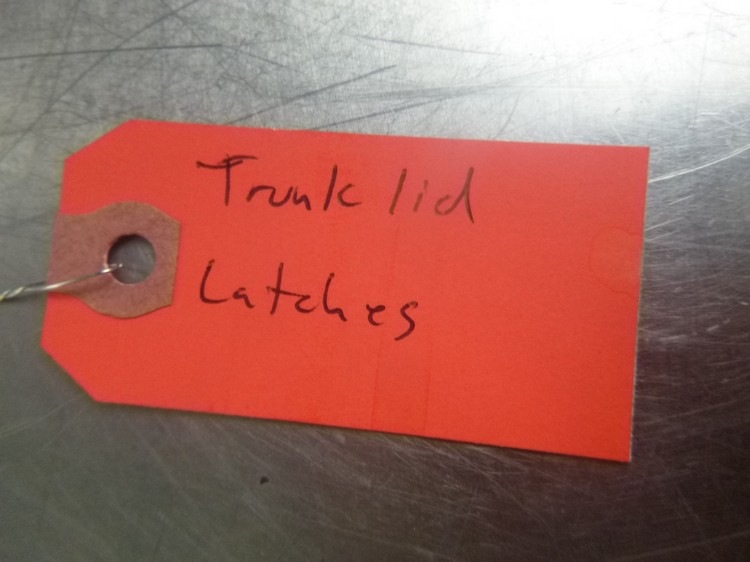 Trunk lid
Latches